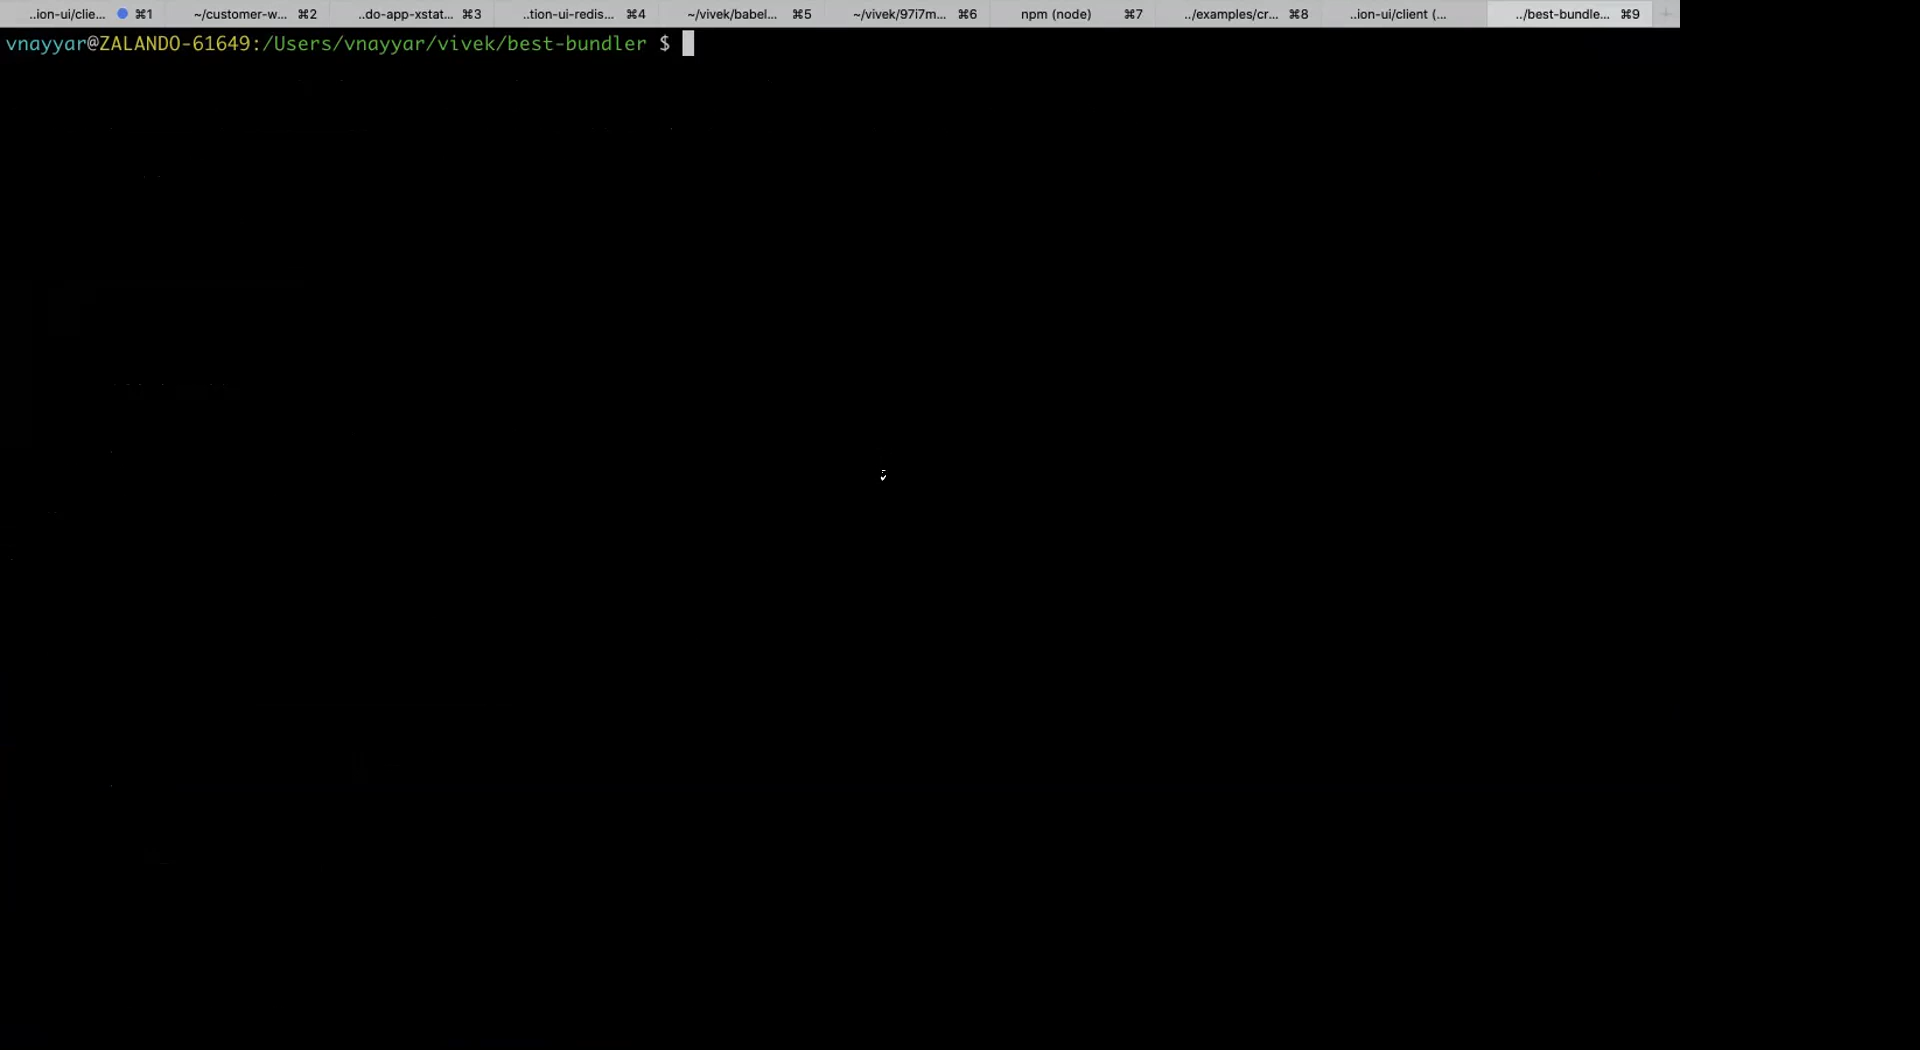 ..ion-ui/clie... ⌘1 ~/customer-w... ⌘2 ..do-app-xstat... ⌘3 ..tion-ui-redis... ⌘4 ~/vivek/babel... ⌘5 ~/vivek/97i7m... ⌘6 npm (node) ⌘7 ../examples/cr... ⌘8 ..ion-ui/client (... ../best-bundle... ⌘9 +
vnayyar@ZALANDO-61649:/Users/vnayyar/vivek/best-bundler $